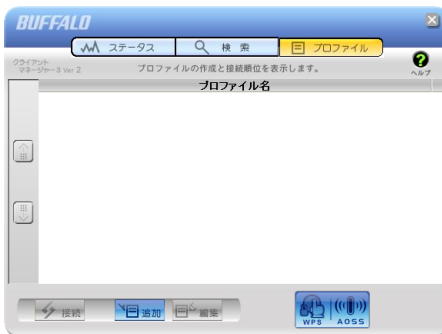 BUFFALO
ステータス
検 索
プロファイル
クライアント
マネージャー3 Ver 2
プロファイルの作成と接続順位を表示します。
ヘルプ
プロファイル名
接続
追加
編集
WPS
AOSS